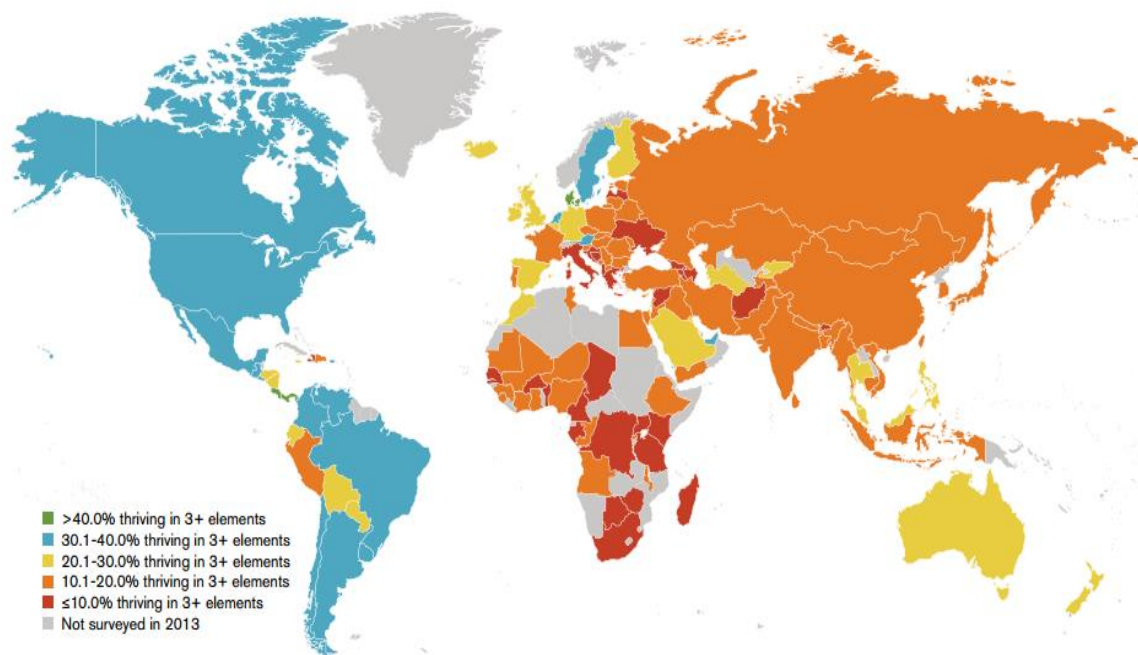 >40.0% thriving in 3+ elements
30.1-40.0% thriving in 3+ elements
20.1-30.0% thriving in 3+ elements
10.1-20.0% thriving in 3+ elements
≤10.0% thriving in 3+ elements
Not surveyed in 2013